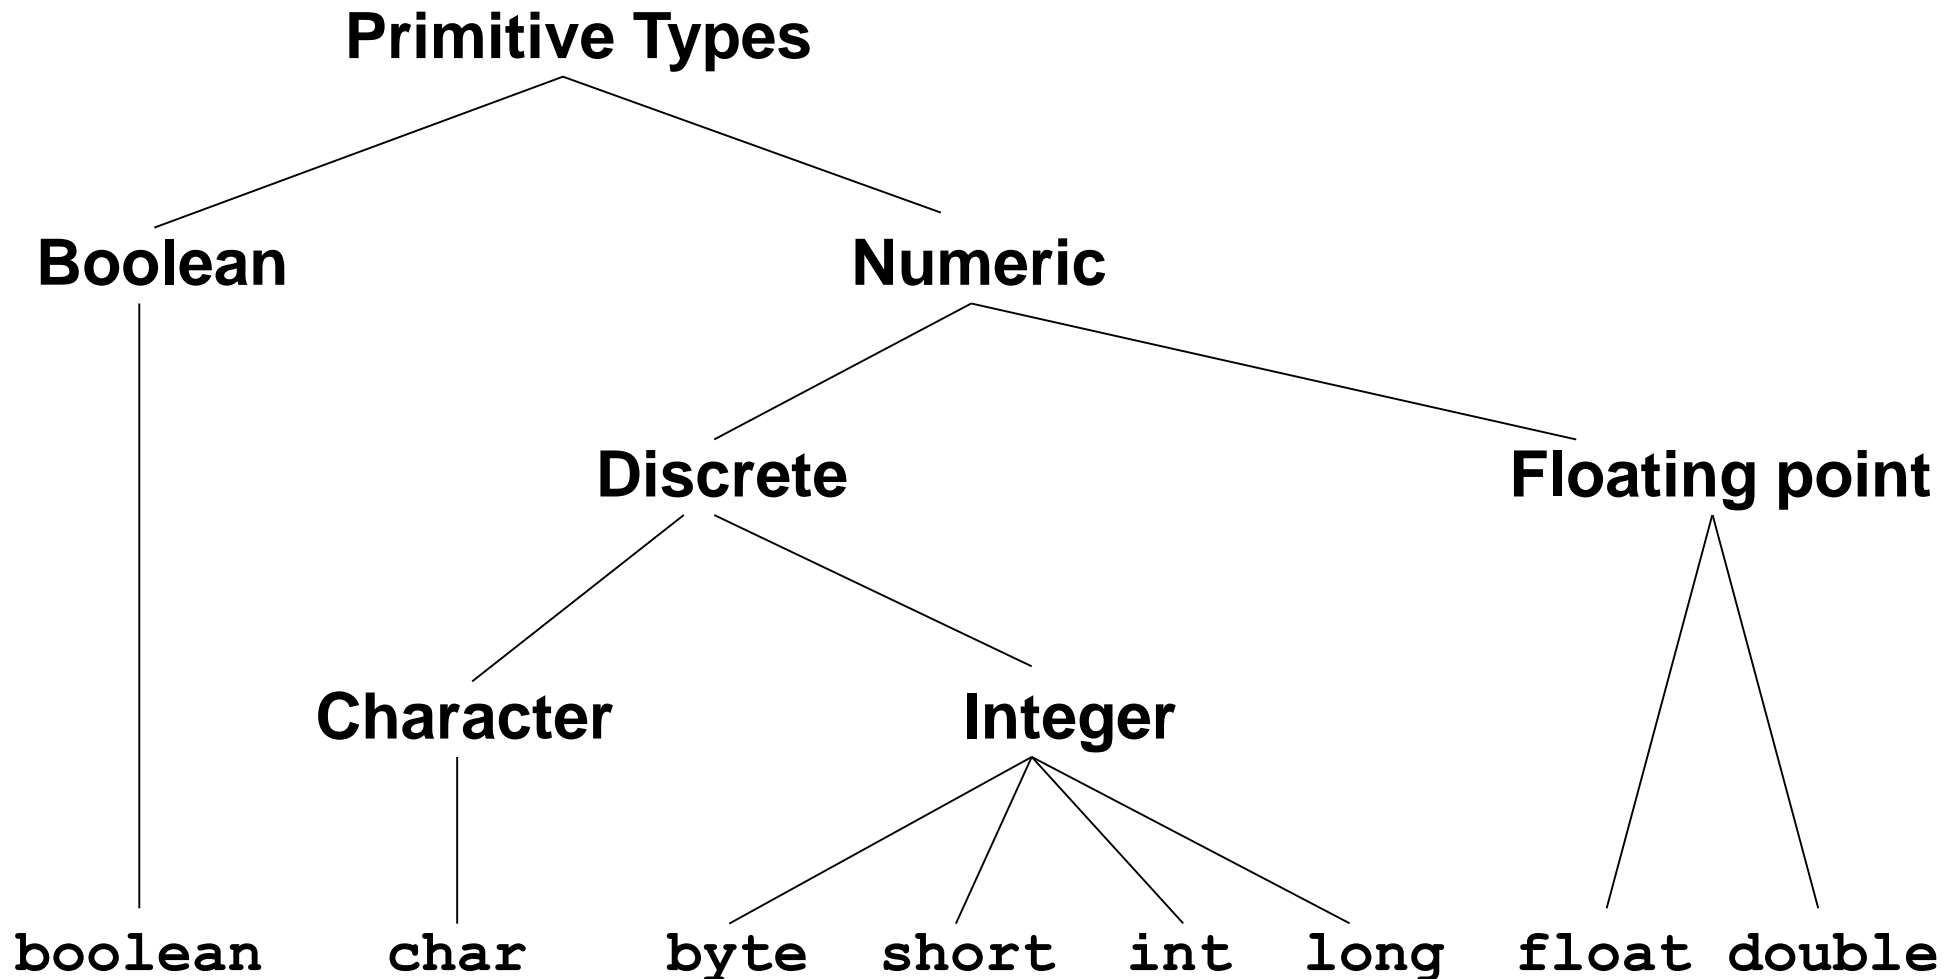 Primitive Types
Boolean Numeric
Discrete Floating point
Character Integer
boolean char byte short int long float double